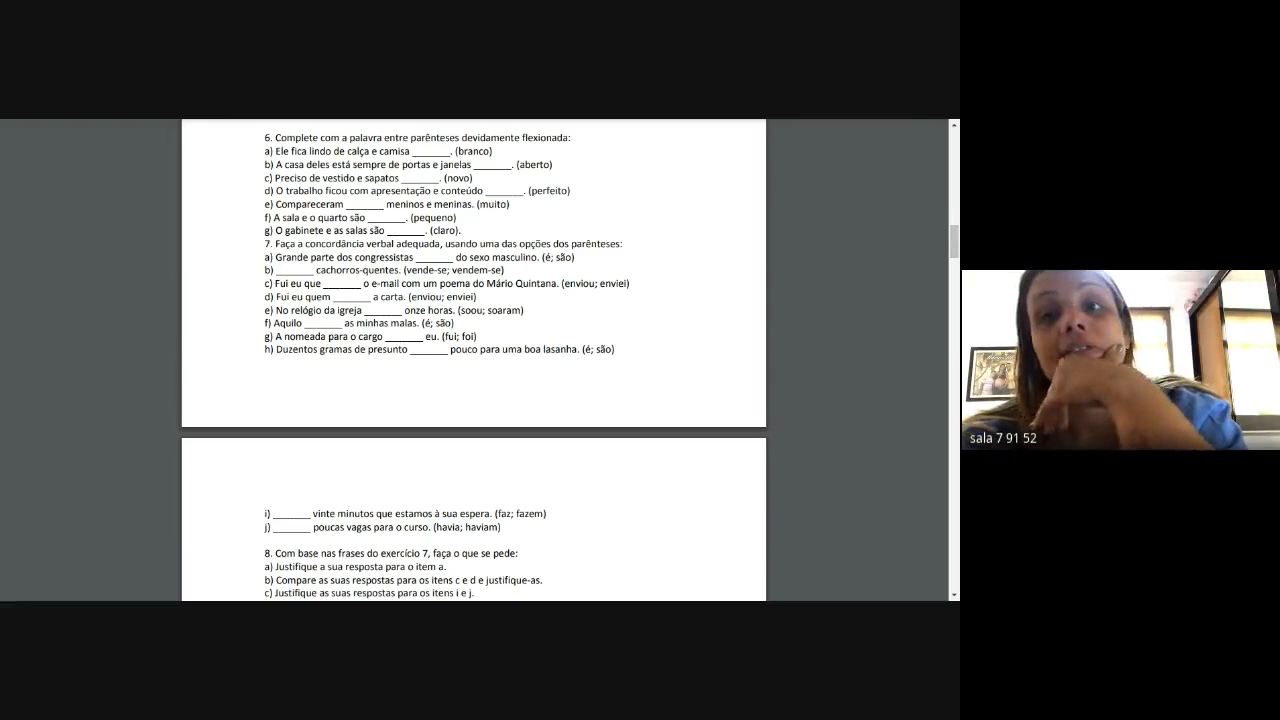 6. Complete com a palavra entre parênteses devidamente flexionada:
a) Ele fica lindo de calça e camisa _______. (branco)
b) A casa deles está sempre de portas e janelas _______. (aberto)
c) Preciso de vestido e sapatos _______. (novo)
d) O trabalho ficou com apresentação e conteúdo _______. (perfeito)
e) Compareceram _______ meninos e meninas. (muito)
f) A sala e o quarto são _______. (pequeno)
g) O gabinete e as salas são _______. (claro).
7. Faça a concordância verbal adequada, usando uma das opções dos parênteses:
a) Grande parte dos congressistas _______ do sexo masculino. (é; são)
b) _______ cachorros-quentes. (vende-se; vendem-se)
c) Fui eu que _______ o e-mail com um poema do Mário Quintana. (enviou; enviei)
d) Fui eu quem _______ a carta. (enviou; enviei)
e) No relógio da igreja _______ onze horas. (soou; soaram)
f) Aquilo _______ as minhas malas. (é; são)
g) A nomeada para o cargo _______ eu. (fui; foi)
h) Duzentos gramas de presunto _______ pouco para uma boa lasanha. (é; são)
i) _______ vinte minutos que estamos à sua espera. (faz; fazem)
j) _______ poucas vagas para o curso. (havia; haviam)
8. Com base nas frases do exercício 7, faça o que se pede:
a) Justifique a sua resposta para o item a.
b) Compare as suas respostas para os itens c e d e justifique-as.
c) Justifique as suas respostas para os itens i e j.
sala 7 91 52